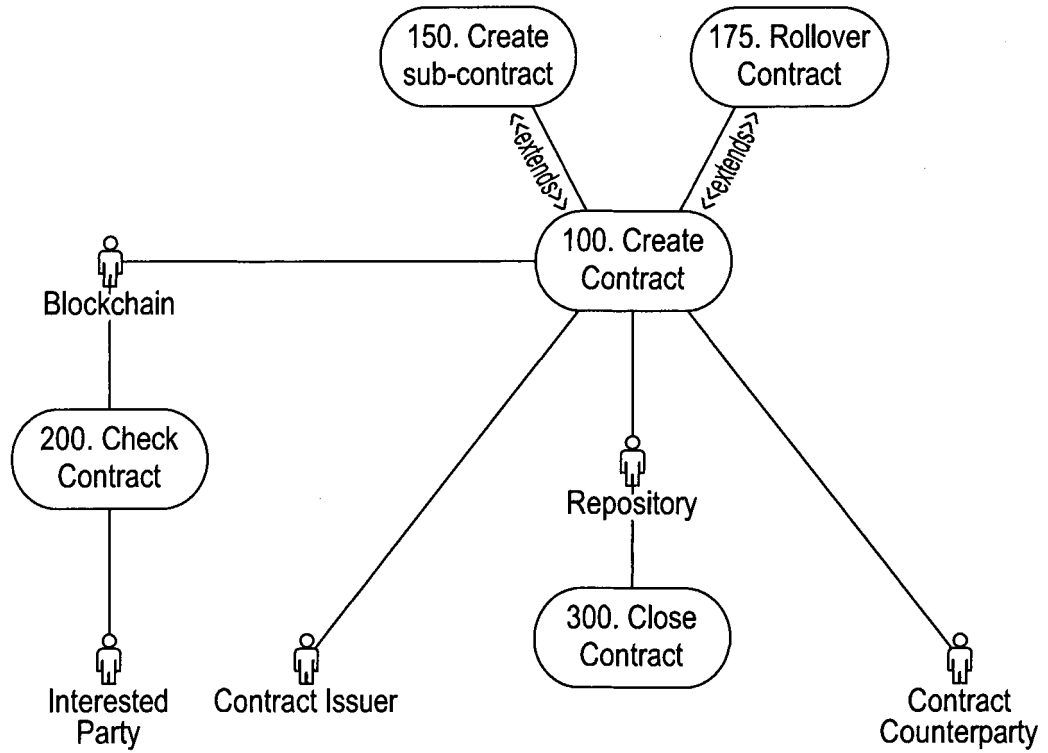 150. Create
sub-contract
175. Rollover
Contract
<<extends>>
<<extends>>
100. Create
Contract
Blockchain
200. Check
Contract
Repository
300. Close
Contract
Interested
Party
Contract Issuer
Contract
Counterparty